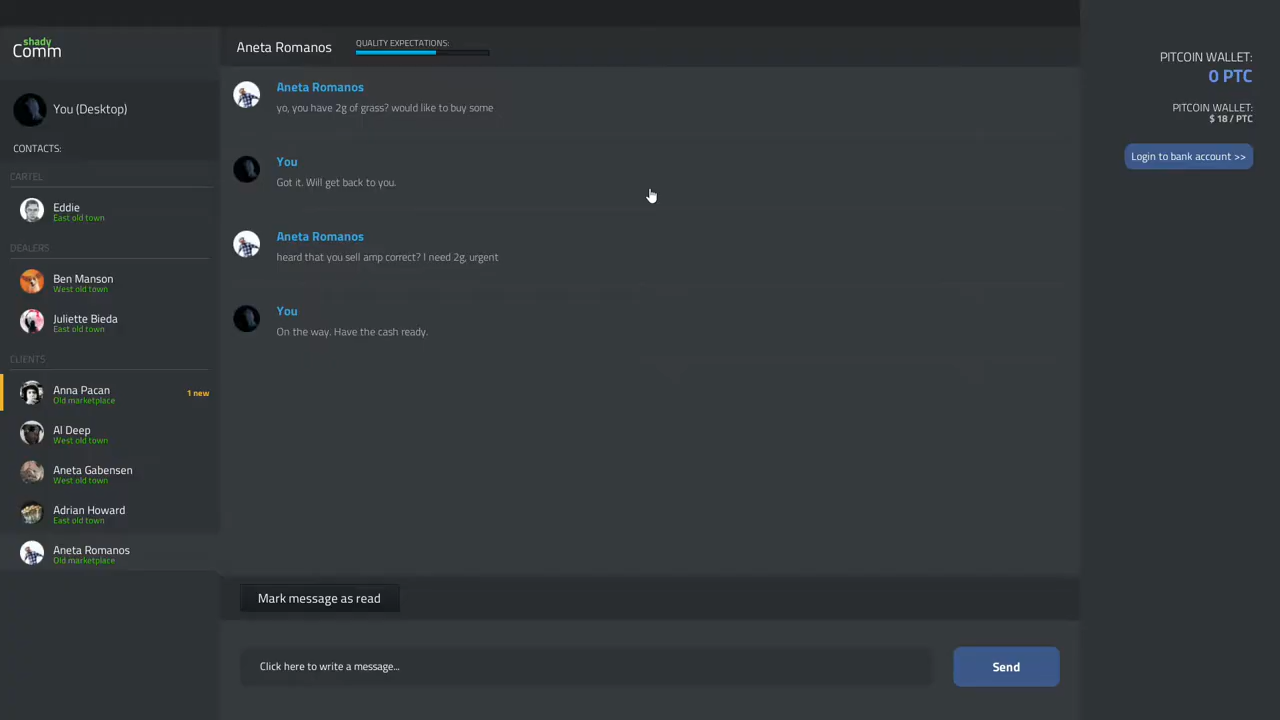 shady
Comm
You (Desktop)
CONTACTS:
CARTEL
Eddie
East old town
DEALERS
Ben Manson
West old town
Juliette Bieda
East old town
CLIENTS
Anna Pacan
Old marketplace
1 new
Al Deep
West old town
Aneta Gabensen
West old town
Adrian Howard
East old town
Aneta Romanos
Old marketplace
Aneta Romanos
QUALITY EXPECTATIONS:
Aneta Romanos
yo, you have 2g of grass? would like to buy some
You
Got it. Will get back to you.
Aneta Romanos
heard that you sell amp correct? I need 2g, urgent
You
On the way. Have the cash ready.
Mark message as read
Click here to write a message...
Send
PITCOIN WALLET:
0 PTC
PITCOIN WALLET:
$ 18 / PTC
Login to bank account >>